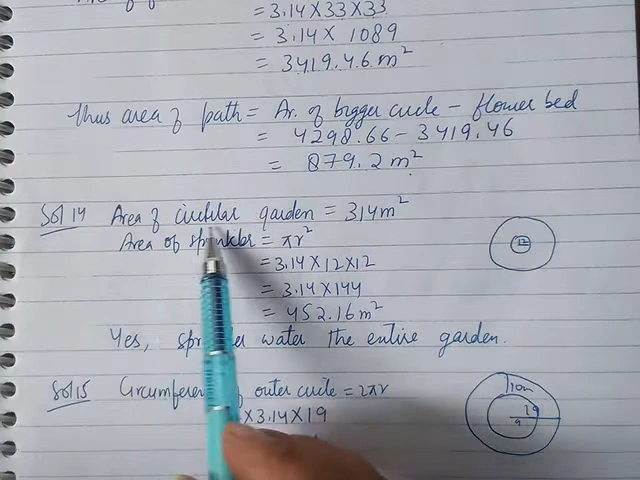 = 3.14 X 33 X 33
= 3.14 X 1089
= 3419.46 m²
Thus area of path = Ar. of bigger circle - flower bed
= 4298.66 - 3419.46
= 879.2 m²
Sol 14 Area of circular garden = 314 m²
Area of sprinkler = πr²
12
= 3.14 X 12 X 12
= 3.14 X 144
= 452.16 m²
Yes, water the entire garden.
Sol 15 of outer circle = 2πr
10m
19
9
X 3.14 X 19